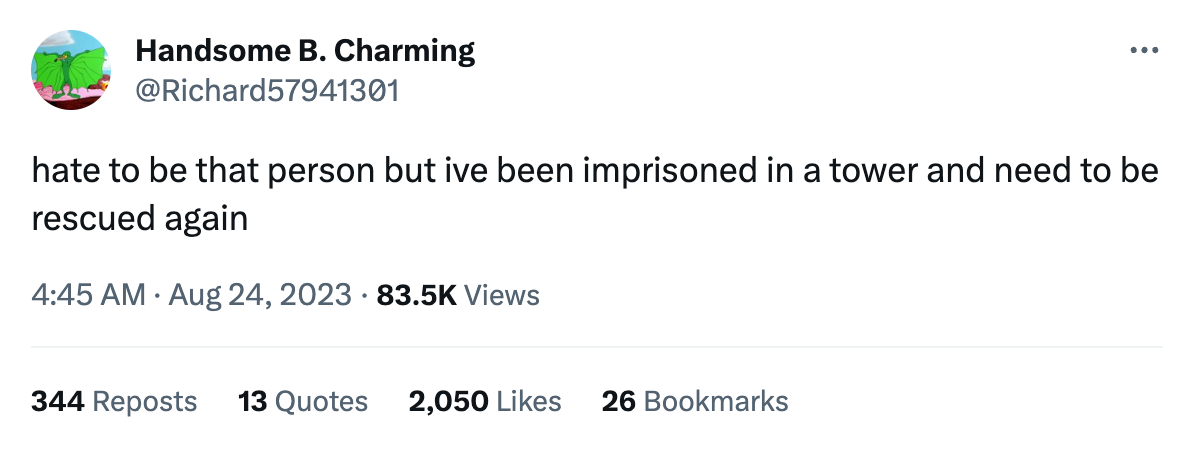 Handsome B. Charming
@Richard57941301
hate to be that person but ive been imprisoned in a tower and need to be
rescued again
4:45 AM · Aug 24, 2023 · 83.5K Views
344 Reposts 13 Quotes 2,050 Likes 26 Bookmarks